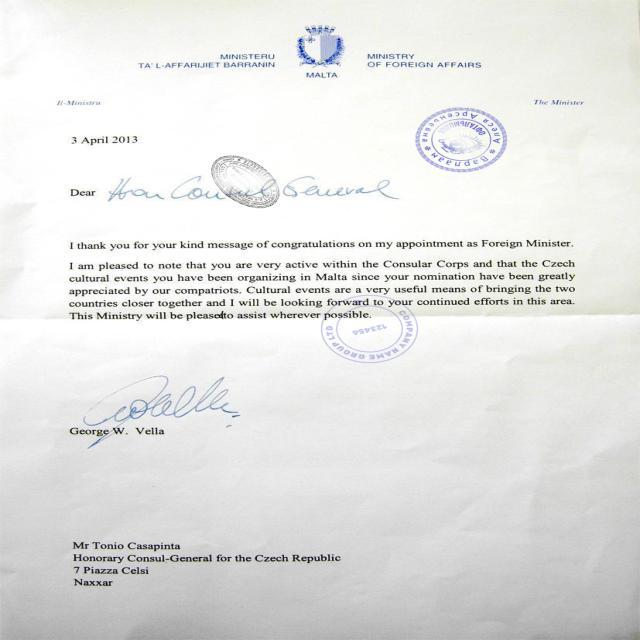 MINISTERU
TA' L-AFFARIJIET BARRANIN
MALTA
MINISTRY
OF FOREIGN AFFAIRS
Il-Ministru
The Minister
3 April 2013
Dear Hon Consul General
I thank you for your kind message of congratulations on my appointment as Foreign Minister.
I am pleased to note that you are very active within the Consular Corps and that the Czech
cultural events you have been organizing in Malta since your nomination have been greatly
appreciated by our compatriots. Cultural events are a very useful means of bringing the two
countries closer together and I will be looking forward to your continued efforts in this area.
This Ministry will be pleased to assist wherever possible.
COMPANY NAME GROUP LTD
123456
George W. Vella
Mr Tonio Casapinta
Honorary Consul-General for the Czech Republic
7 Piazza Celsi
Naxxar